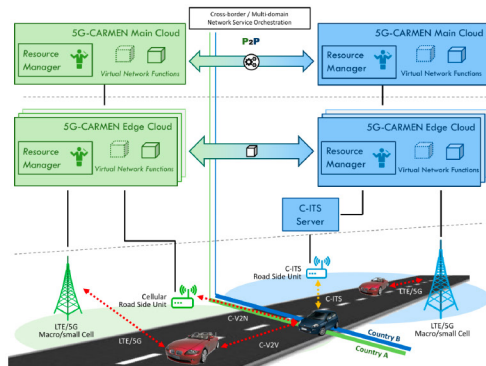 Cross-border / Multi-domain
Network Service Orchestration
5G-CARMEN Main Cloud
Resource
Manager
Virtual Network Functions
P2P
5G-CARMEN Main Cloud
Resource
Manager
Virtual Network Functions
5G-CARMEN Edge Cloud
Resource
Manager
Virtual Network Functions
5G-CARMEN Edge Cloud
Resource
Manager
Virtual Network Functions
C-ITS
Server
Cellular
Road Side Unit
C-ITS
Road Side Unit
C-ITS
LTE/5G
C-V2N
LTE/5G
Macro/small Cell
LTE/5G
C-V2V
LTE/5G
Macro/small Cell
Country B
Country A